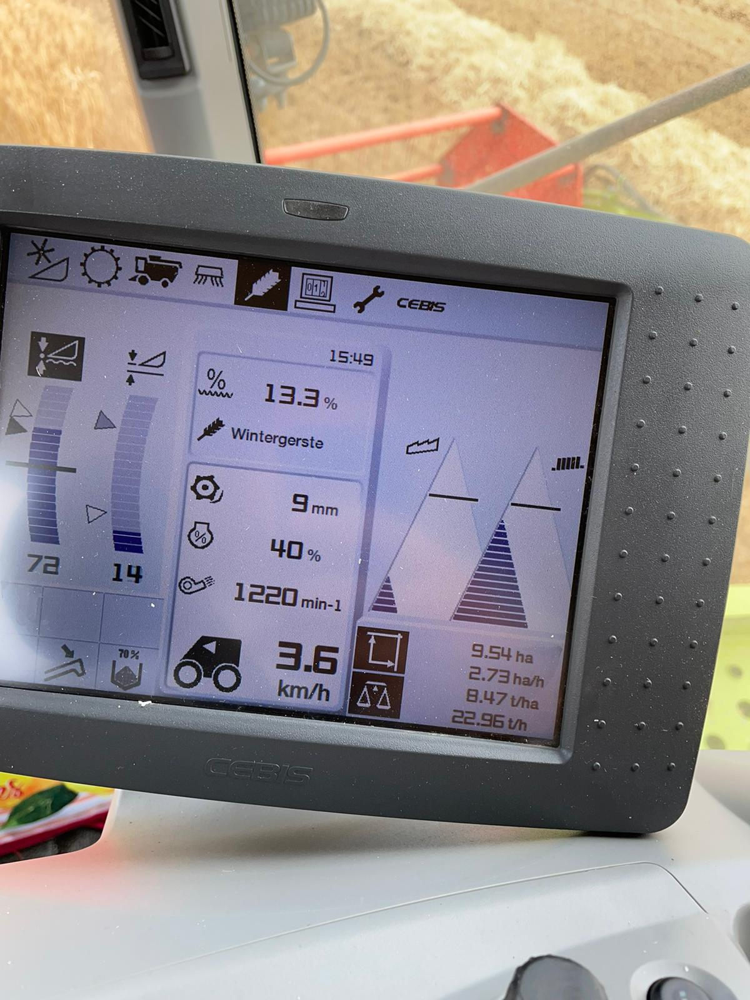 CEBIS
15:49
% 13.3 %
Wintergerste
9 mm
% 40 %
1220 min-1
3.6
km/h
72
14
70%
9.54 ha
2.73 ha/h
8.47 t/ha
22.96 t/h
CEBIS